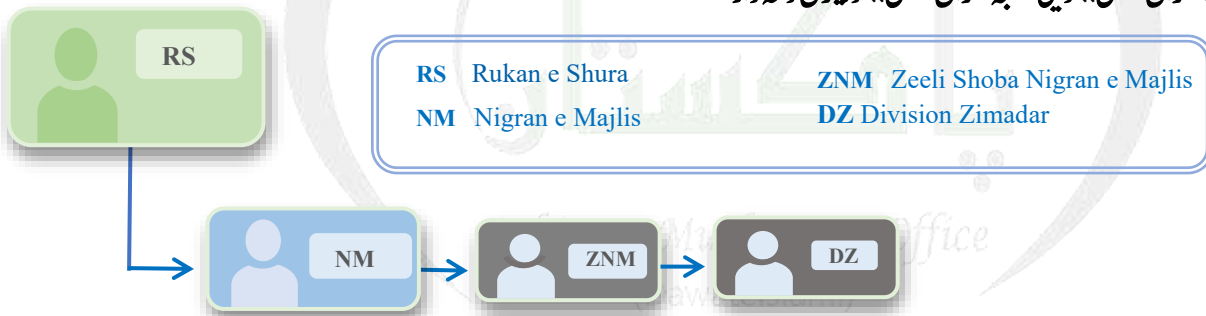 RS
RS Rukan e Shura
ZNM Zeeli Shoba Nigran e Majlis
NM Nigran e Majlis
DZ Division Zimadar
NM
ZNM
DZ